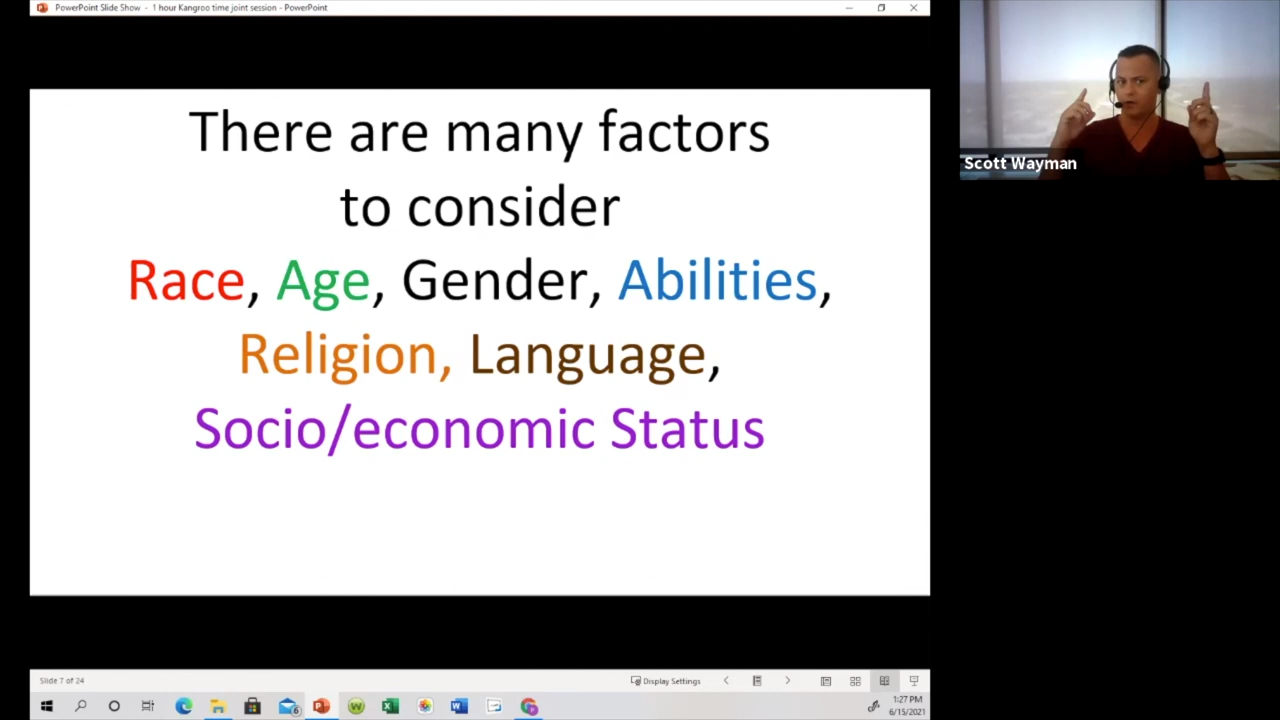 PowerPoint Slide Show - 1 hour Kangroo time joint session - PowerPoint
There are many factors
to consider
Race, Age, Gender, Abilities,
Religion, Language,
Socio/economic Status
Scott Wayman
Slide 7 of 24
Display Settings
6
1:27 PM
6/15/2021